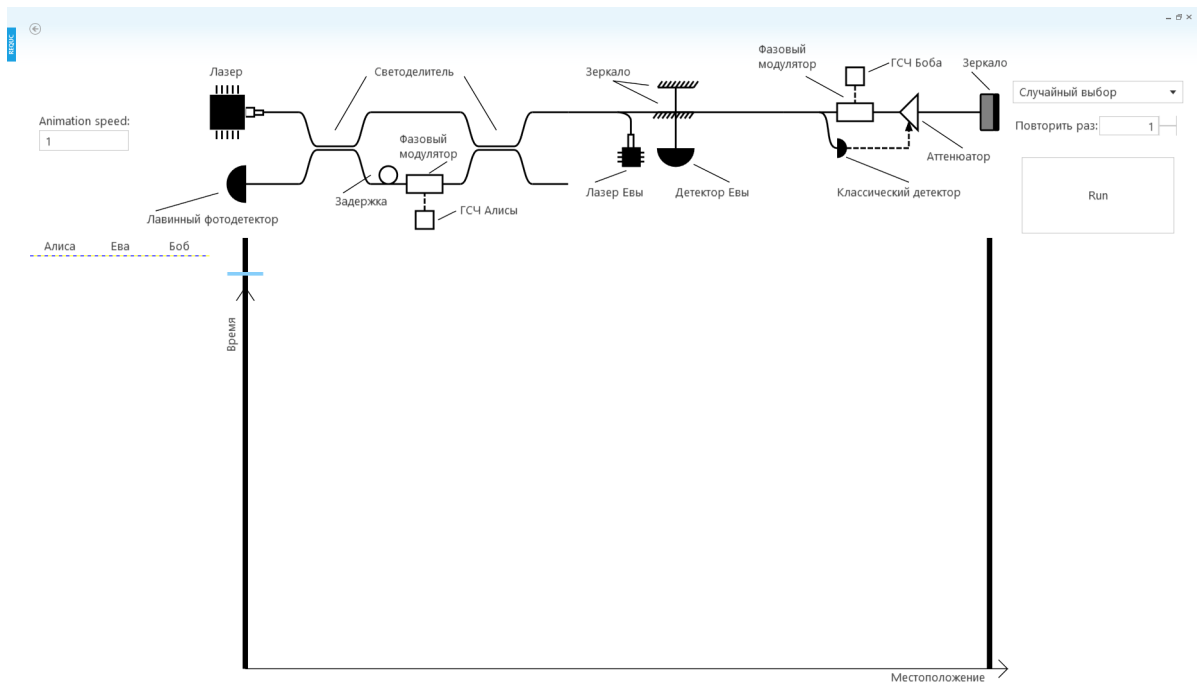 REQUC
Лазер
Светоделитель
Зеркало
Фазовый
модулятор
ГСЧ Боба
Зеркало
Случайный выбор
Animation speed:
1
Повторить раз:
1
Фазовый
модулятор
Аттенюатор
Лазер Евы
Детектор Евы
Классический детектор
Run
Задержка
ГСЧ Алисы
Лавинный фотодетектор
Алиса
Ева
Боб
Время
Местоположение